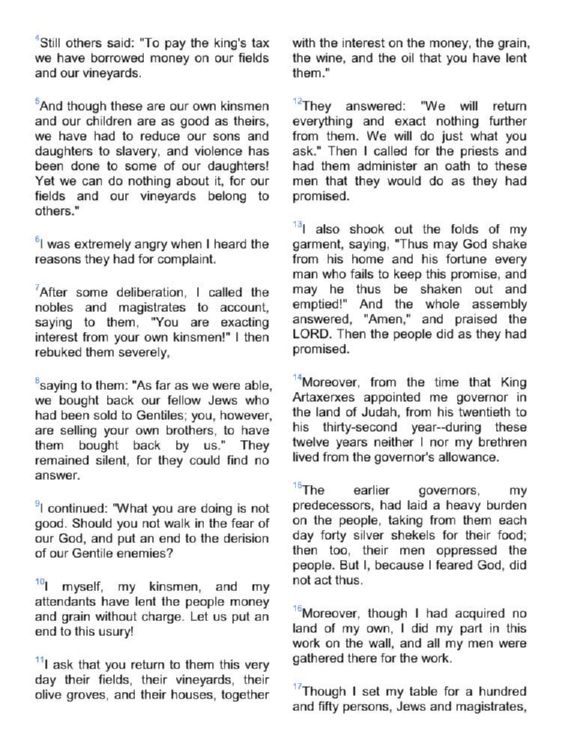 4Still others said: "To pay the king's tax
we have borrowed money on our fields
and our vineyards.
5And though these are our own kinsmen
and our children are as good as theirs,
we have had to reduce our sons and
daughters to slavery, and violence has
been done to some of our daughters!
Yet we can do nothing about it, for our
fields and our vineyards belong to
others."
6I was extremely angry when I heard the
reasons they had for complaint.
7After some deliberation, I called the
nobles and magistrates to account,
saying to them, "You are exacting
interest from your own kinsmen!" I then
rebuked them severely,
8saying to them: "As far as we were able,
we bought back our fellow Jews who
had been sold to Gentiles; you, however,
are selling your own brothers, to have
them bought back by us." They
remained silent, for they could find no
answer.
9I continued: "What you are doing is not
good. Should you not walk in the fear of
our God, and put an end to the derision
of our Gentile enemies?
10I myself, my kinsmen, and my
attendants have lent the people money
and grain without charge. Let us put an
end to this usury!
11I ask that you return to them this very
day their fields, their vineyards, their
olive groves, and their houses, together
with the interest on the money, the grain,
the wine, and the oil that you have lent
them."
12They answered: "We will return
everything and exact nothing further
from them. We will do just what you
ask." Then I called for the priests and
had them administer an oath to these
men that they would do as they had
promised.
13I also shook out the folds of my
garment, saying, "Thus may God shake
from his home and his fortune every
man who fails to keep this promise, and
may he thus be shaken out and
emptied!" And the whole assembly
answered, "Amen," and praised the
LORD. Then the people did as they had
promised.
14Moreover, from the time that King
Artaxerxes appointed me governor in
the land of Judah, from his twentieth to
his thirty-second year--during these
twelve years neither I nor my brethren
lived from the governor's allowance.
15The earlier governors, my
predecessors, had laid a heavy burden
on the people, taking from them each
day forty silver shekels for their food;
then too, their men oppressed the
people. But I, because I feared God, did
not act thus.
16Moreover, though I had acquired no
land of my own, I did my part in this
work on the wall, and all my men were
gathered there for the work.
17Though I set my table for a hundred
and fifty persons, Jews and magistrates,